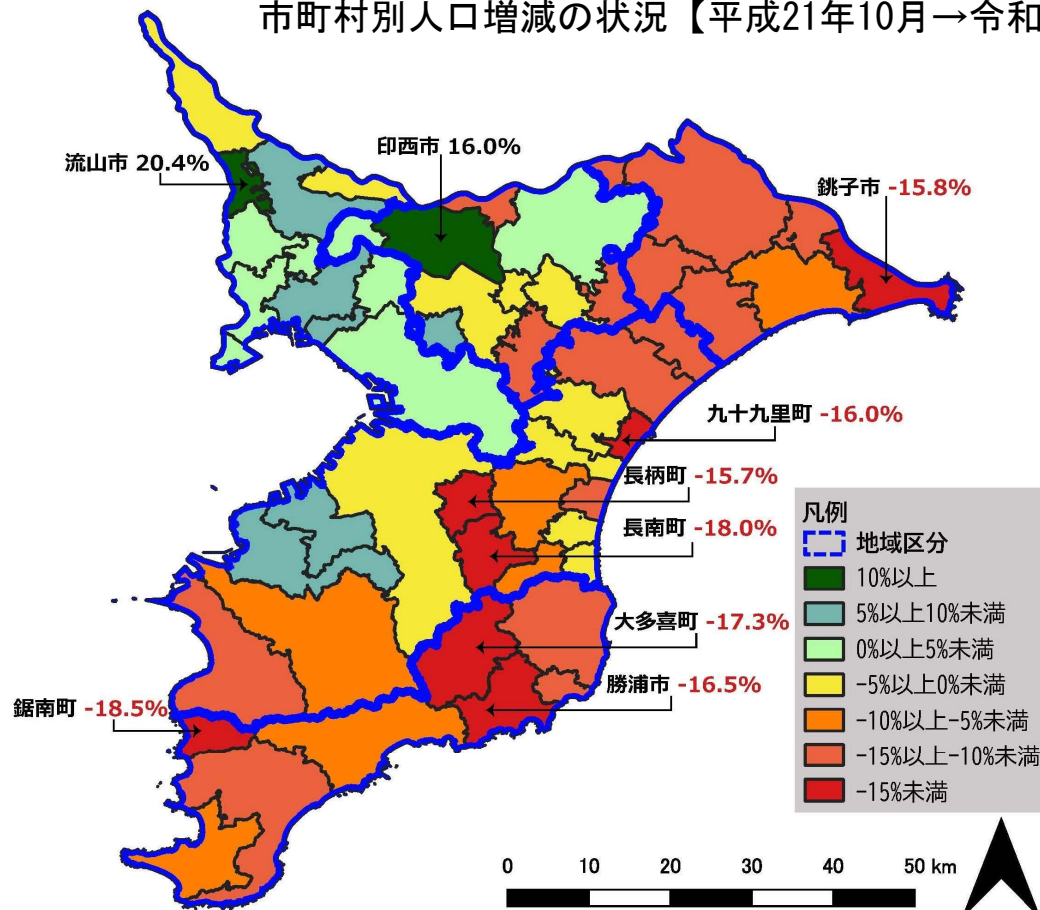 市町村別人口増減の状況【平成21年10月→令和
流山市 20.4%
印西市 16.0%
銚子市 -15.8%
九十九里町 -16.0%
長柄町 -15.7%
長南町 -18.0%
大多喜町 -17.3%
勝浦市 -16.5%
鋸南町 -18.5%
凡例
地域区分
10%以上
5%以上10%未満
0%以上5%未満
-5%以上0%未満
-10%以上-5%未満
-15%以上-10%未満
-15%未満
0 10 20 30 40 50 km